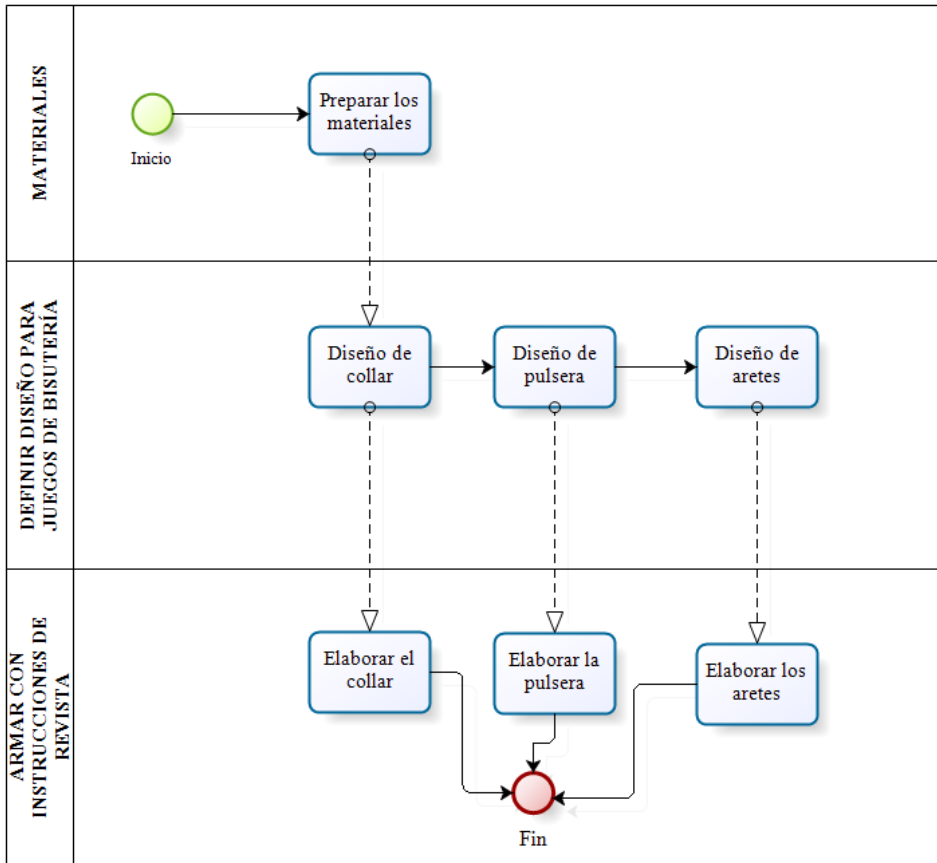 MATERIALES
Inicio
Preparar los
materiales
DEFINIR DISEÑO PARA
JUEGOS DE BISUTERÍA
Diseño de
collar
Diseño de
pulsera
Diseño de
aretes
ARMAR CON
INSTRUCCIONES DE
REVISTA
Elaborar el
collar
Elaborar la
pulsera
Elaborar los
aretes
Fin